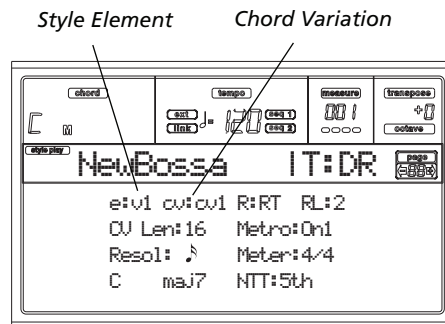 Style Element Chord Variation
chord tempo measure transpose
C M ext link ♩= 120 seq 1 seq 2 001 +0 octave
style play NewBossa 1T:DR page
e:v1 cv:cv1 R:RT RL:2
CV Len:16 Metro:On1
Resol: ♪ Meter:4/4
C maj7 NTT:5th